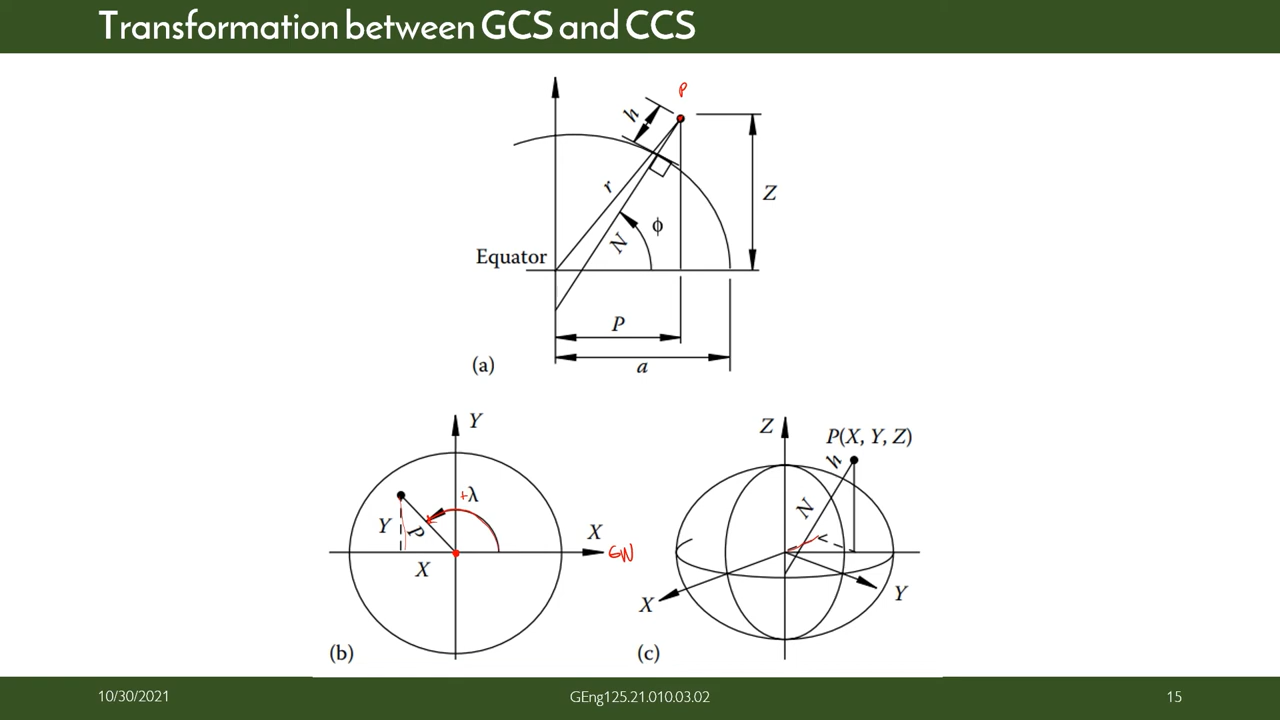 Transformation between GCS and CCS
P
h
r
Z
ϕ
N
Equator
P
a
(a)
Y
Z
P(X, Y, Z)
h
+λ
N
Y
P
X
GW
X
X
Y
(b)
(c)
10/30/2021
GEng125.21.010.03.02
15